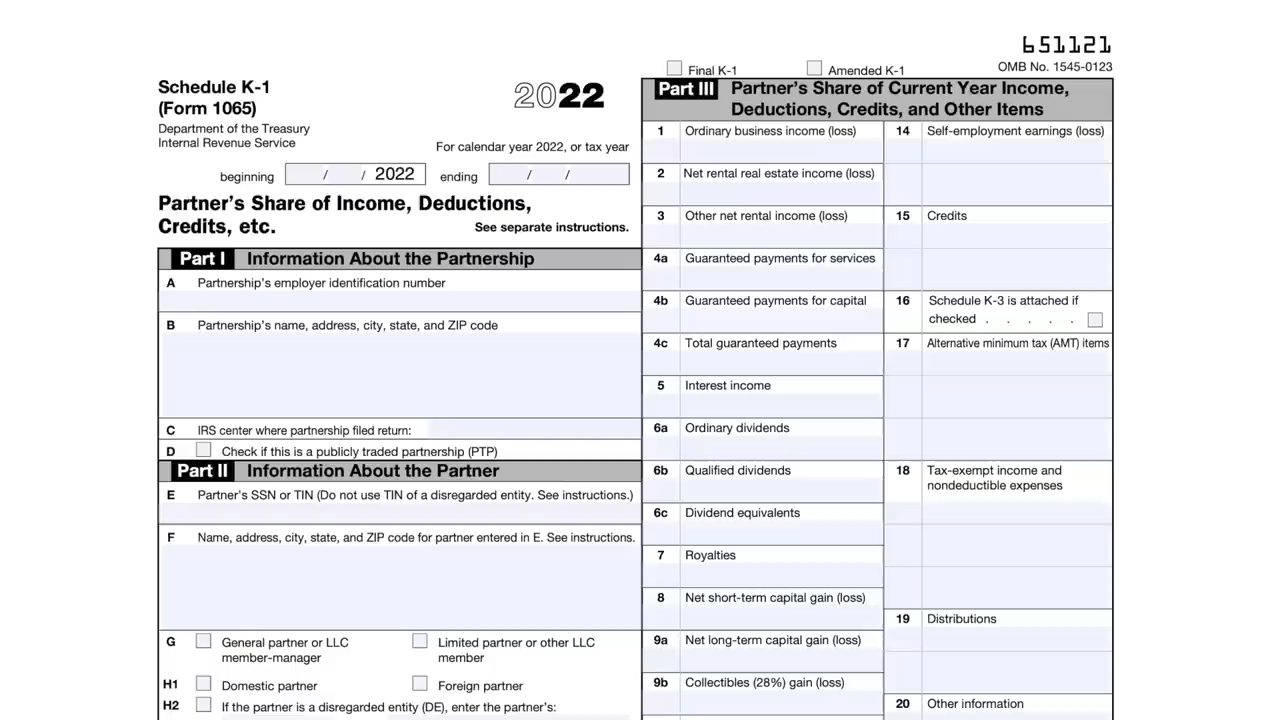 651121
Final K-1 Amended K-1 OMB No. 1545-0123
Schedule K-1
(Form 1065)
2022
Department of the Treasury
Internal Revenue Service
For calendar year 2022, or tax year
beginning / / 2022 ending / /
Partner's Share of Income, Deductions,
Credits, etc.
See separate instructions.
Part I Information About the Partnership
A Partnership's employer identification number
B Partnership's name, address, city, state, and ZIP code
C IRS center where partnership filed return:
D Check if this is a publicly traded partnership (PTP)
Part II Information About the Partner
E Partner's SSN or TIN (Do not use TIN of a disregarded entity. See instructions.)
F Name, address, city, state, and ZIP code for partner entered in E. See instructions.
G General partner or LLC
member-manager
Limited partner or other LLC
member
H1 Domestic partner Foreign partner
H2 If the partner is a disregarded entity (DE), enter the partner's:
Part III Partner's Share of Current Year Income,
Deductions, Credits, and Other Items
1 Ordinary business income (loss)
2 Net rental real estate income (loss)
3 Other net rental income (loss)
4a Guaranteed payments for services
4b Guaranteed payments for capital
4c Total guaranteed payments
5 Interest income
6a Ordinary dividends
6b Qualified dividends
6c Dividend equivalents
7 Royalties
8 Net short-term capital gain (loss)
9a Net long-term capital gain (loss)
9b Collectibles (28%) gain (loss)
14 Self-employment earnings (loss)
15 Credits
16 Schedule K-3 is attached if
checked . . . . .
17 Alternative minimum tax (AMT) items
18 Tax-exempt income and
nondeductible expenses
19 Distributions
20 Other information